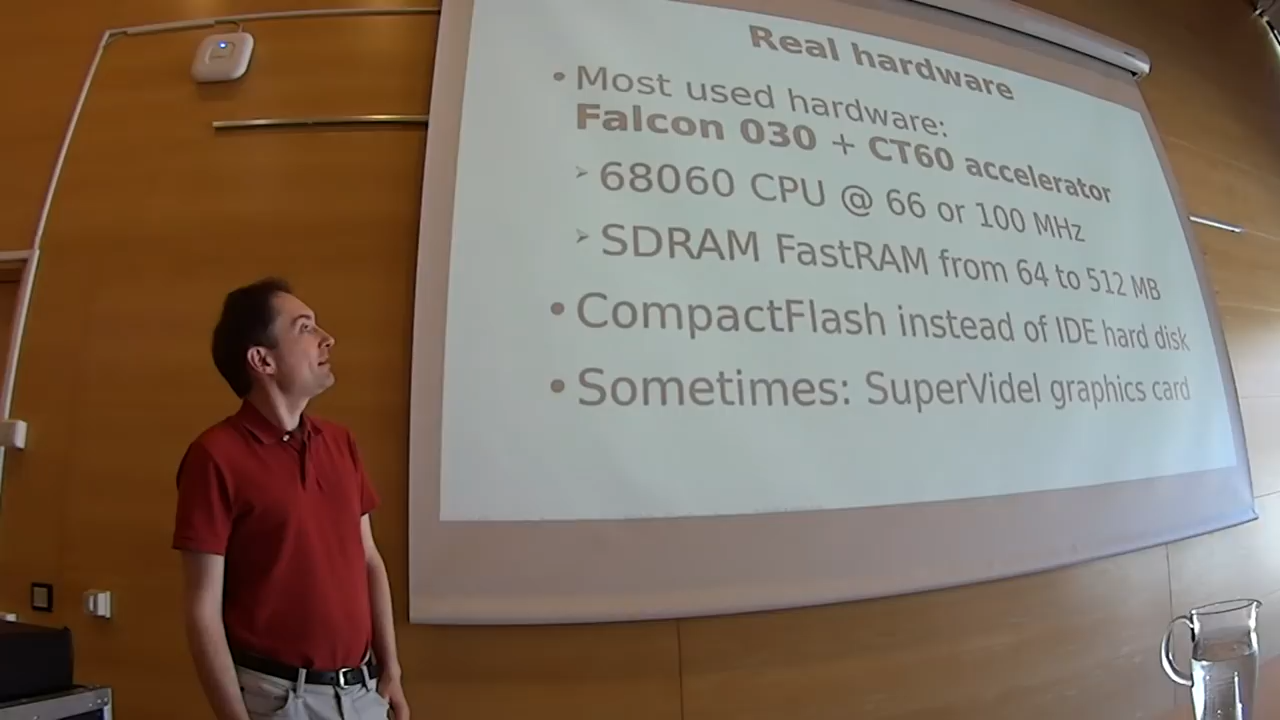 Real hardware
• Most used hardware:
Falcon 030 + CT60 accelerator
➢ 68060 CPU @ 66 or 100 MHz
➢ SDRAM FastRAM from 64 to 512 MB
• CompactFlash instead of IDE hard disk
• Sometimes: SuperVidel graphics card